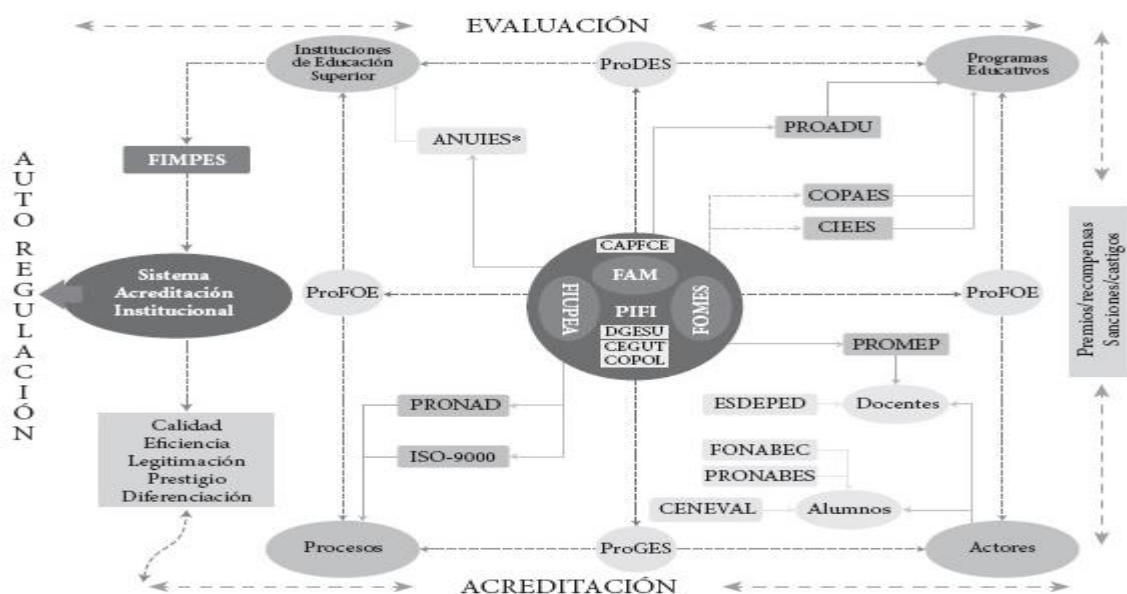 EVALUACIÓN
Instituciones
de Educación
Superior
ProDES
Programas
Educativos
ANUIES*
PROADU
FIMPES
COPAES
CIEES
AUTO REGULACIÓN
CAPFCE
FAM
FIUPEA
PIFI
FOMES
DGESU
CEGUT
COPOL
Sistema
Acreditación
Institucional
ProFOE
ProFOE
Premios/recompensas
Sanciones/castigos
PROMEP
PRONAD
ESDEPED
Docentes
Calidad
Eficiencia
Legitimación
Prestigio
Diferenciación
ISO-9000
FONABEC
PRONABES
CENEVAL
Alumnos
Procesos
ProGES
Actores
ACREDITACIÓN